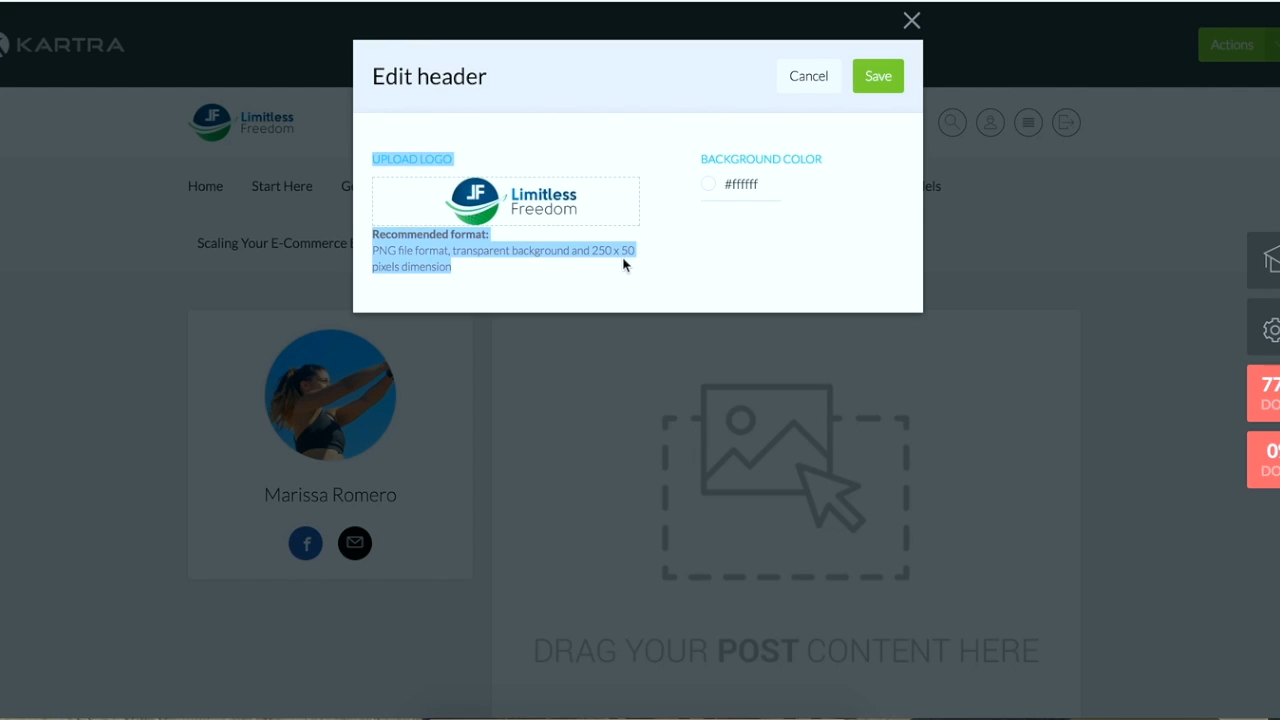 KARTRA
Actions
Edit header
Cancel
Save
Limitless
Freedom
UPLOAD LOGO
BACKGROUND COLOR
JF Limitless
Freedom
#ffffff
Recommended format:
PNG file format, transparent background and 250 x 50
pixels dimension
Home
Start Here
Scaling Your E-Commerce
Marissa Romero
DRAG YOUR POST CONTENT HERE